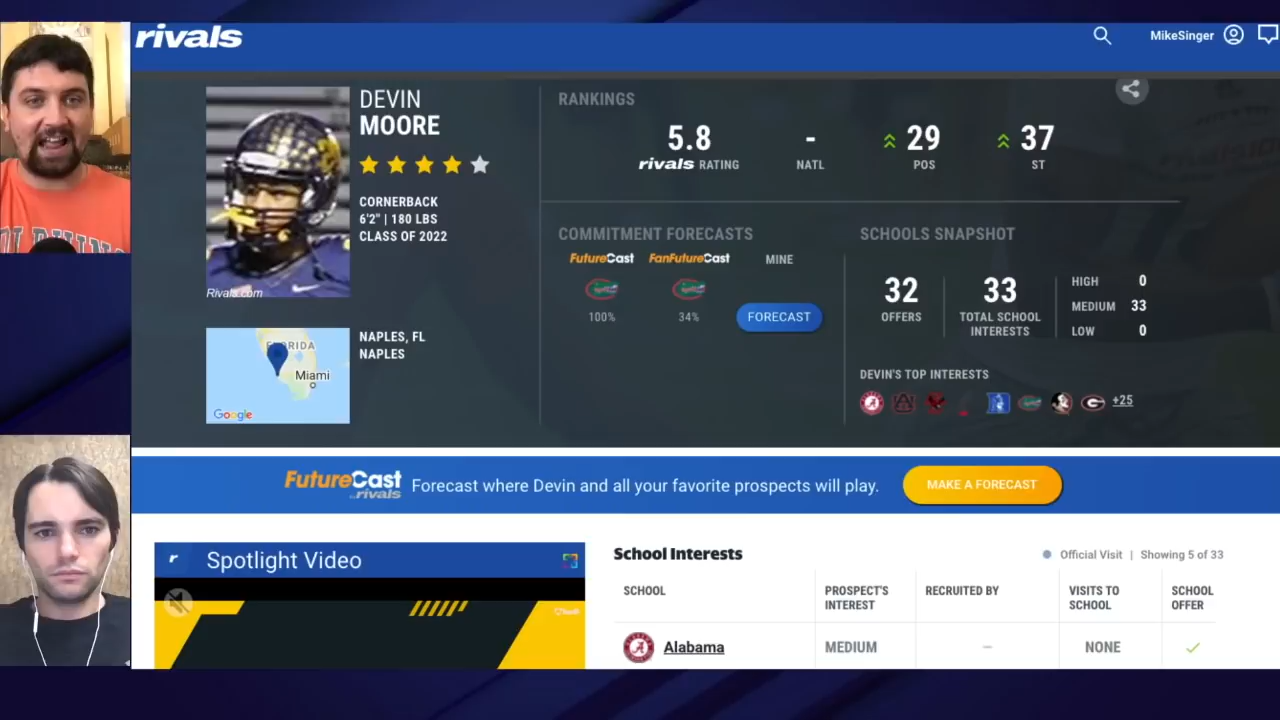 rivals
MikeSinger
DEVIN
MOORE
CORNERBACK
6'2" | 180 LBS
CLASS OF 2022
Rivals.com
NAPLES, FL
NAPLES
FLORIDA
Miami
Google
RANKINGS
5.8
rivals RATING
-
NATL
29
POS
37
ST
COMMITMENT FORECASTS
FutureCast
100%
FanFutureCast
34%
MINE
FORECAST
SCHOOLS SNAPSHOT
32
OFFERS
33
TOTAL SCHOOL
INTERESTS
HIGH 0
MEDIUM 33
LOW 0
DEVIN'S TOP INTERESTS
+25
FutureCast
by rivals
Forecast where Devin and all your favorite prospects will play.
MAKE A FORECAST
r
Spotlight Video
School Interests
Official Visit | Showing 5 of 33
SCHOOL
PROSPECT'S
INTEREST
RECRUITED BY
VISITS TO
SCHOOL
SCHOOL
OFFER
Alabama
MEDIUM
–
NONE